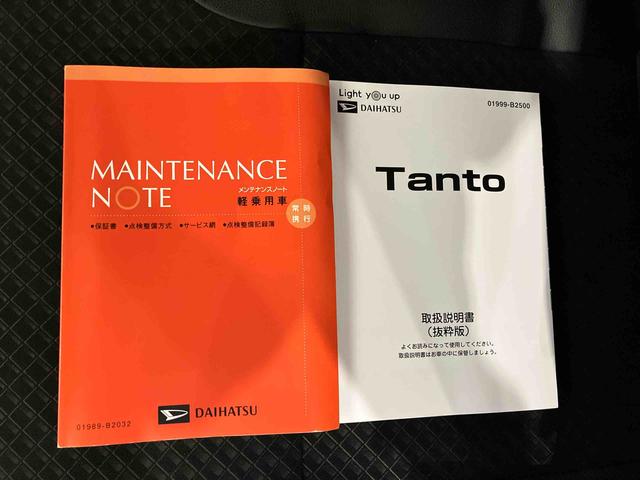 MAINTENANCE
NOTE
メンテナンスノート
軽乗用車
常時
携行
●保証書 ●点検整備方式 ●サービス網 ●点検整備記録簿
DAIHATSU
01989-B2032
Light you up
DAIHATSU
01999-B2500
Tanto
取扱説明書
(抜粋版)
よくお読みになって使用してください。
取扱説明書はお車の中に保管しましょう。